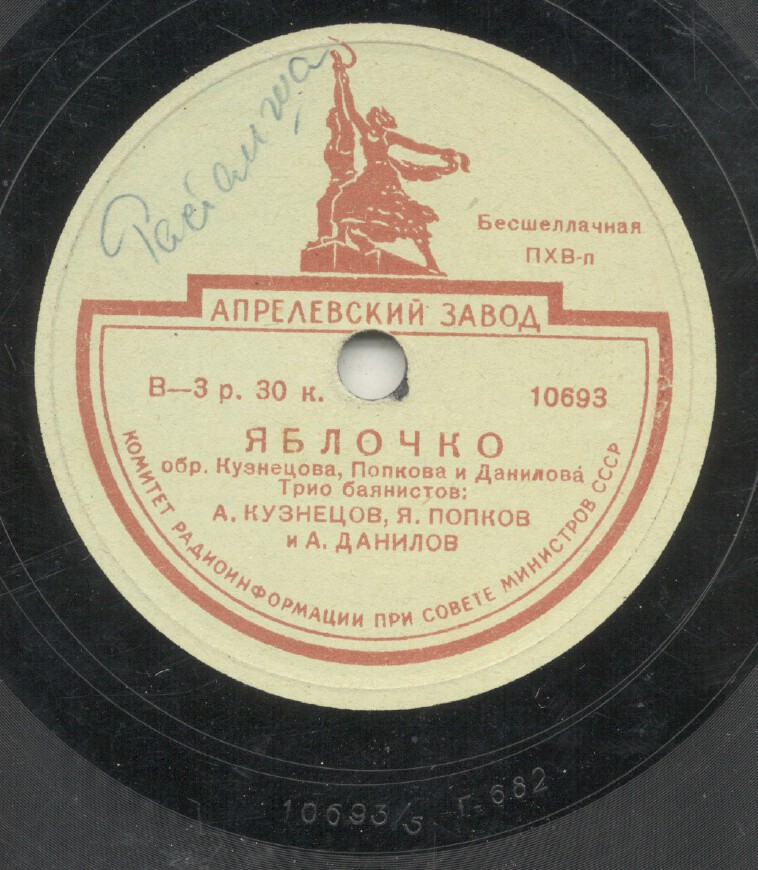 Бесшеллачная
ПХВ-п
АПРЕЛЕВСКИЙ ЗАВОД
В—3 р. 30 к.
10693
ЯБЛОЧКО
обр. Кузнецова, Попкова и Данилова
Трио баянистов:
А. КУЗНЕЦОВ, Я. ПОПКОВ
и А. ДАНИЛОВ
КОМИТЕТ РАДИОИНФОРМАЦИИ ПРИ СОВЕТЕ МИНИСТРОВ СССР
10693/5 Г-682